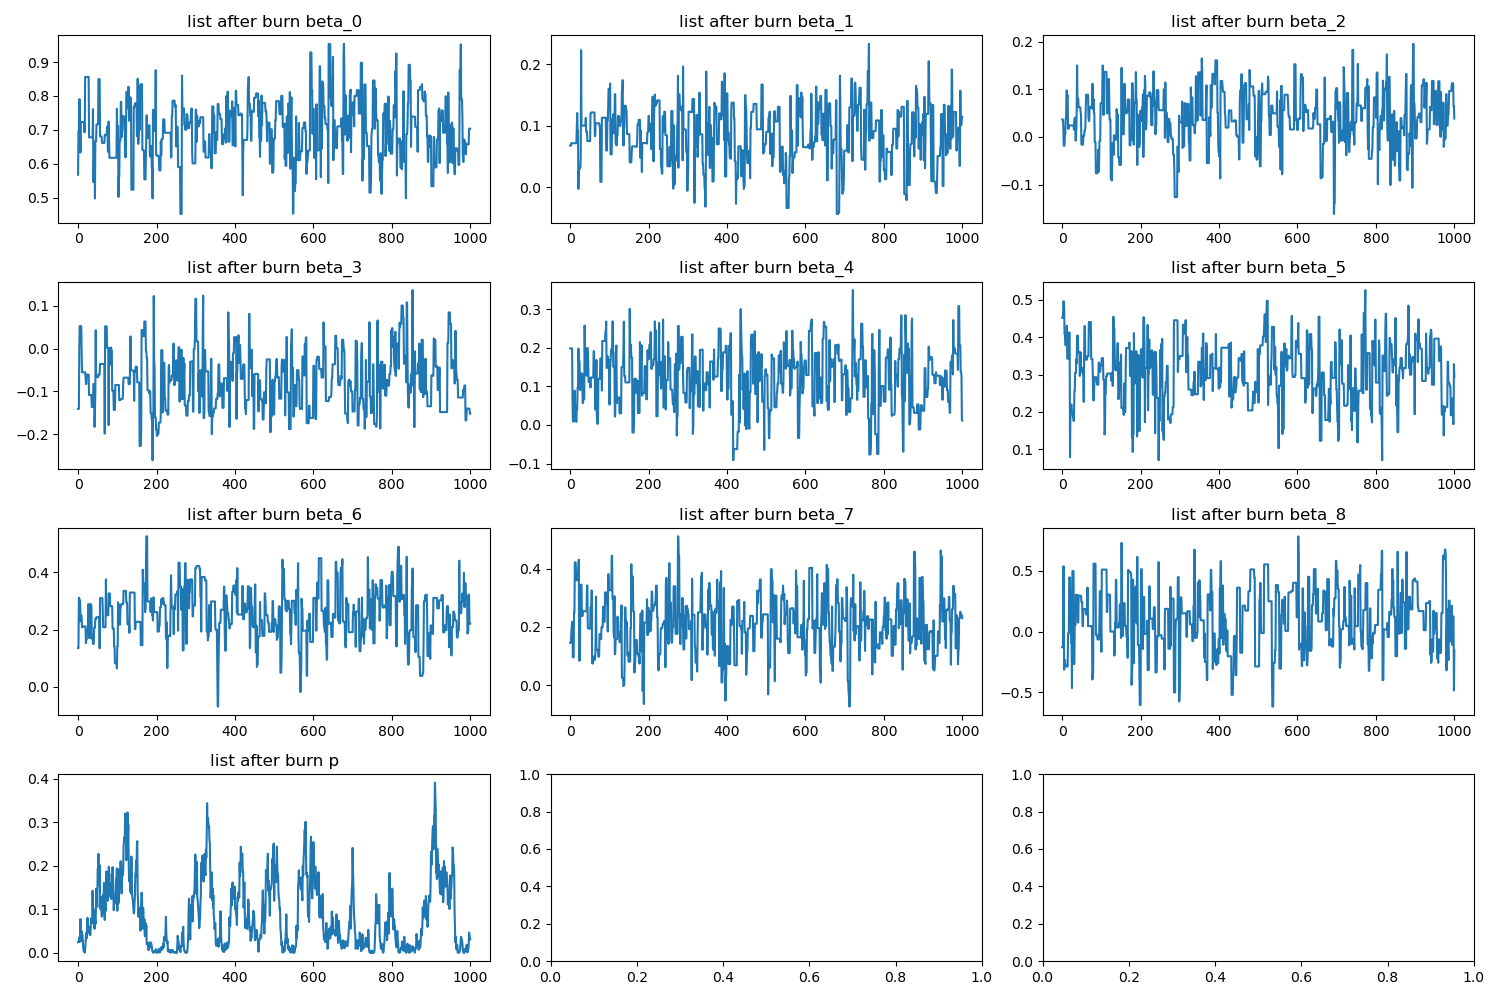 list after burn beta_0
list after burn beta_1
list after burn beta_2
0.9
0.8
0.7
0.6
0.5
0 200 400 600 800 1000
0.2
0.1
0.0
0 200 400 600 800 1000
0.2
0.1
0.0
−0.1
0 200 400 600 800 1000
list after burn beta_3
list after burn beta_4
list after burn beta_5
0.1
0.0
−0.1
−0.2
0 200 400 600 800 1000
0.3
0.2
0.1
0.0
−0.1
0 200 400 600 800 1000
0.5
0.4
0.3
0.2
0.1
0 200 400 600 800 1000
list after burn beta_6
list after burn beta_7
list after burn beta_8
0.4
0.2
0.0
0 200 400 600 800 1000
0.4
0.2
0.0
0 200 400 600 800 1000
0.5
0.0
−0.5
0 200 400 600 800 1000
list after burn p
0.4
0.3
0.2
0.1
0.0
0 200 400 600 800 1000
1.0
0.8
0.6
0.4
0.2
0.0
0.0 0.2 0.4 0.6 0.8 1.0
1.0
0.8
0.6
0.4
0.2
0.0
0.0 0.2 0.4 0.6 0.8 1.0